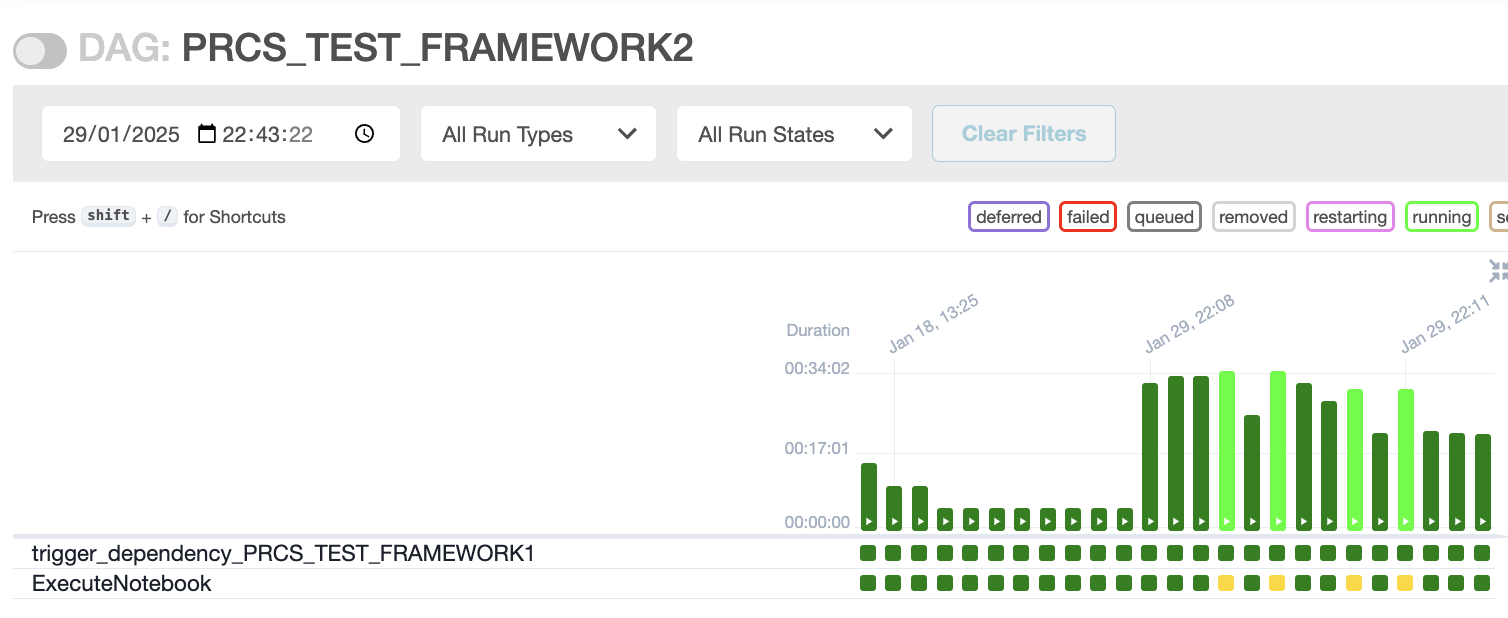 DAG: PRCS_TEST_FRAMEWORK2
29/01/2025 22:43:22 All Run Types All Run States Clear Filters
Press shift + / for Shortcuts deferred failed queued removed restarting running
Jan 18, 13:25 Jan 29, 22:08 Jan 29, 22:11
Duration
00:34:02
00:17:01
00:00:00
trigger_dependency_PRCS_TEST_FRAMEWORK1
ExecuteNotebook